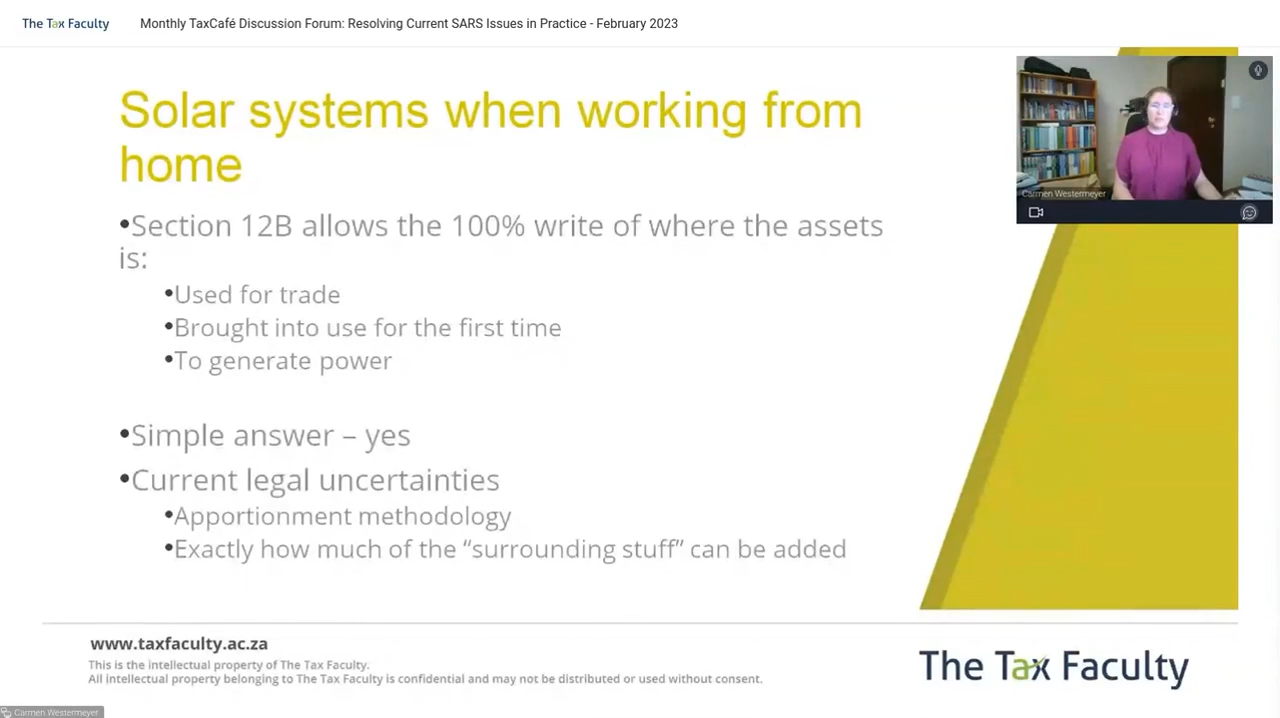 The Tax Faculty
Monthly TaxCafé Discussion Forum: Resolving Current SARS Issues in Practice - February 2023
Solar systems when working from
home
•Section 12B allows the 100% write of where the assets
is:
•Used for trade
•Brought into use for the first time
•To generate power
•Simple answer – yes
•Current legal uncertainties
•Apportionment methodology
•Exactly how much of the “surrounding stuff” can be added
Carmen Westermeyer
www.taxfaculty.ac.za
This is the intellectual property of The Tax Faculty.
All intellectual property belonging to The Tax Faculty is confidential and may not be distributed or used without consent.
The Tax Faculty
Carmen Westermeyer